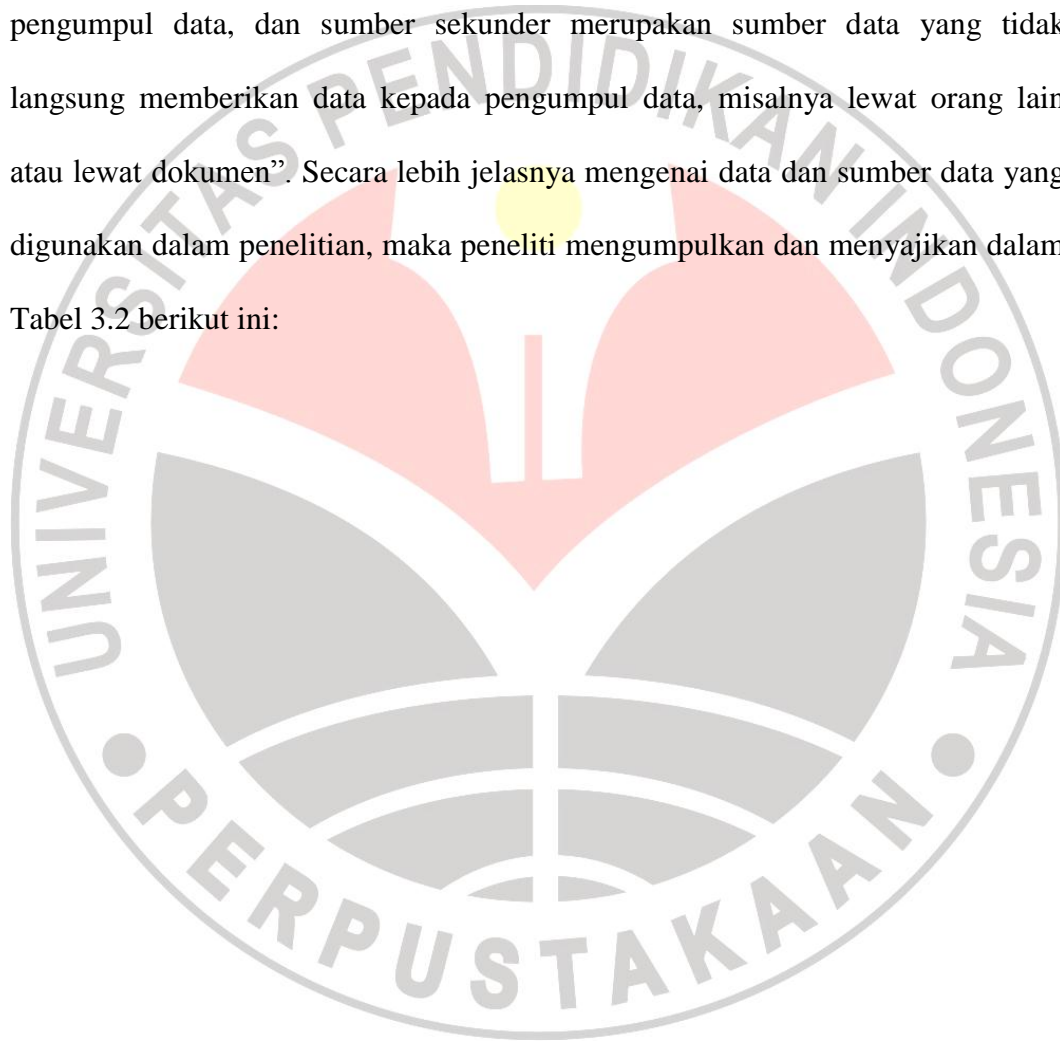 pengumpul data, dan sumber sekunder merupakan sumber data yang tidak
langsung memberikan data kepada pengumpul data, misalnya lewat orang lain
atau lewat dokumen”. Secara lebih jelasnya mengenai data dan sumber data yang
digunakan dalam penelitian, maka peneliti mengumpulkan dan menyajikan dalam
Tabel 3.2 berikut ini:
UNIVERSITAS PENDIDIKAN INDONESIA
PERPUSTAKAAN